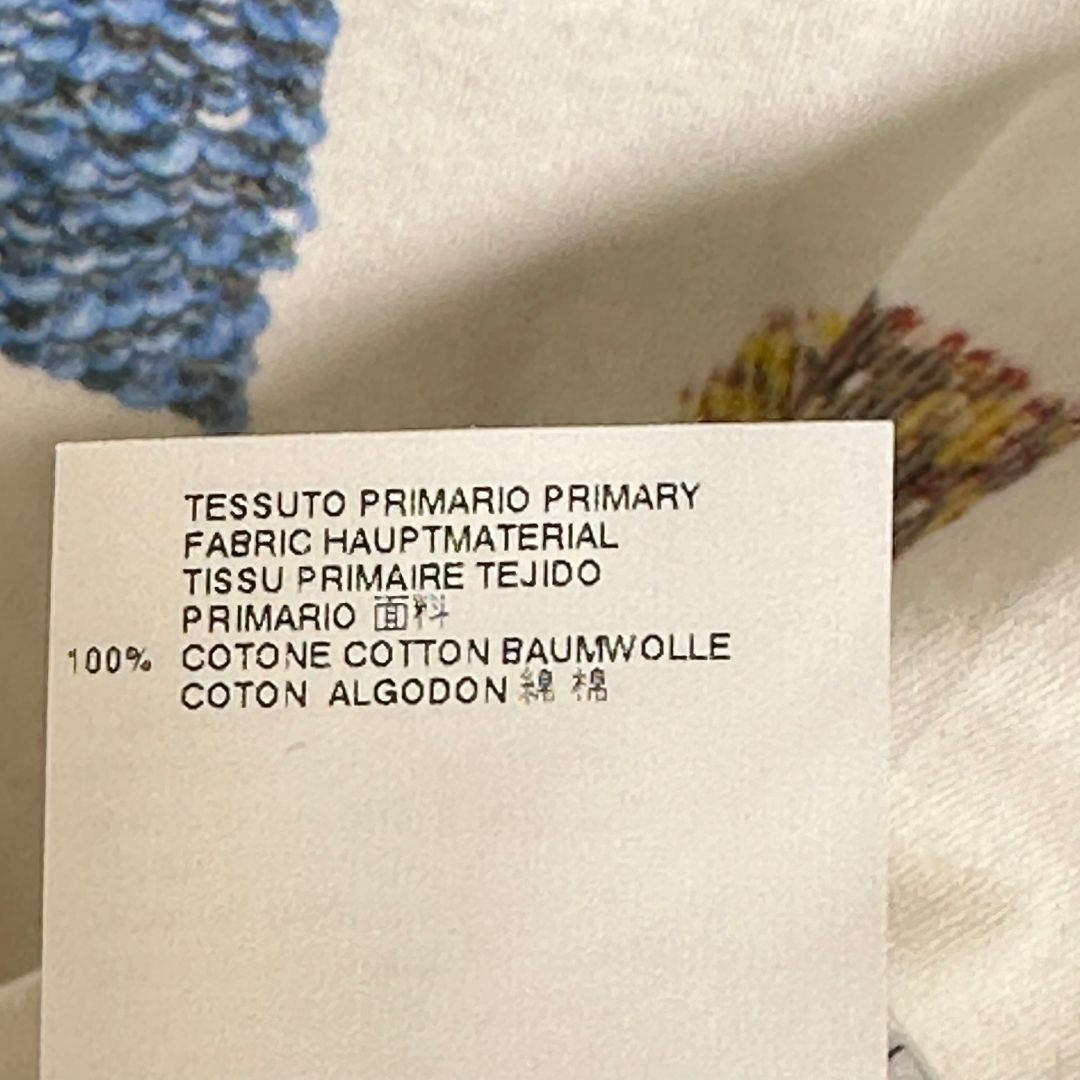 TESSUTO PRIMARIO PRIMARY
FABRIC HAUPTMATERIAL
TISSU PRIMAIRE TEJIDO
PRIMARIO 面料
100% COTONE COTTON BAUMWOLLE
COTON ALGODON 綿 棉